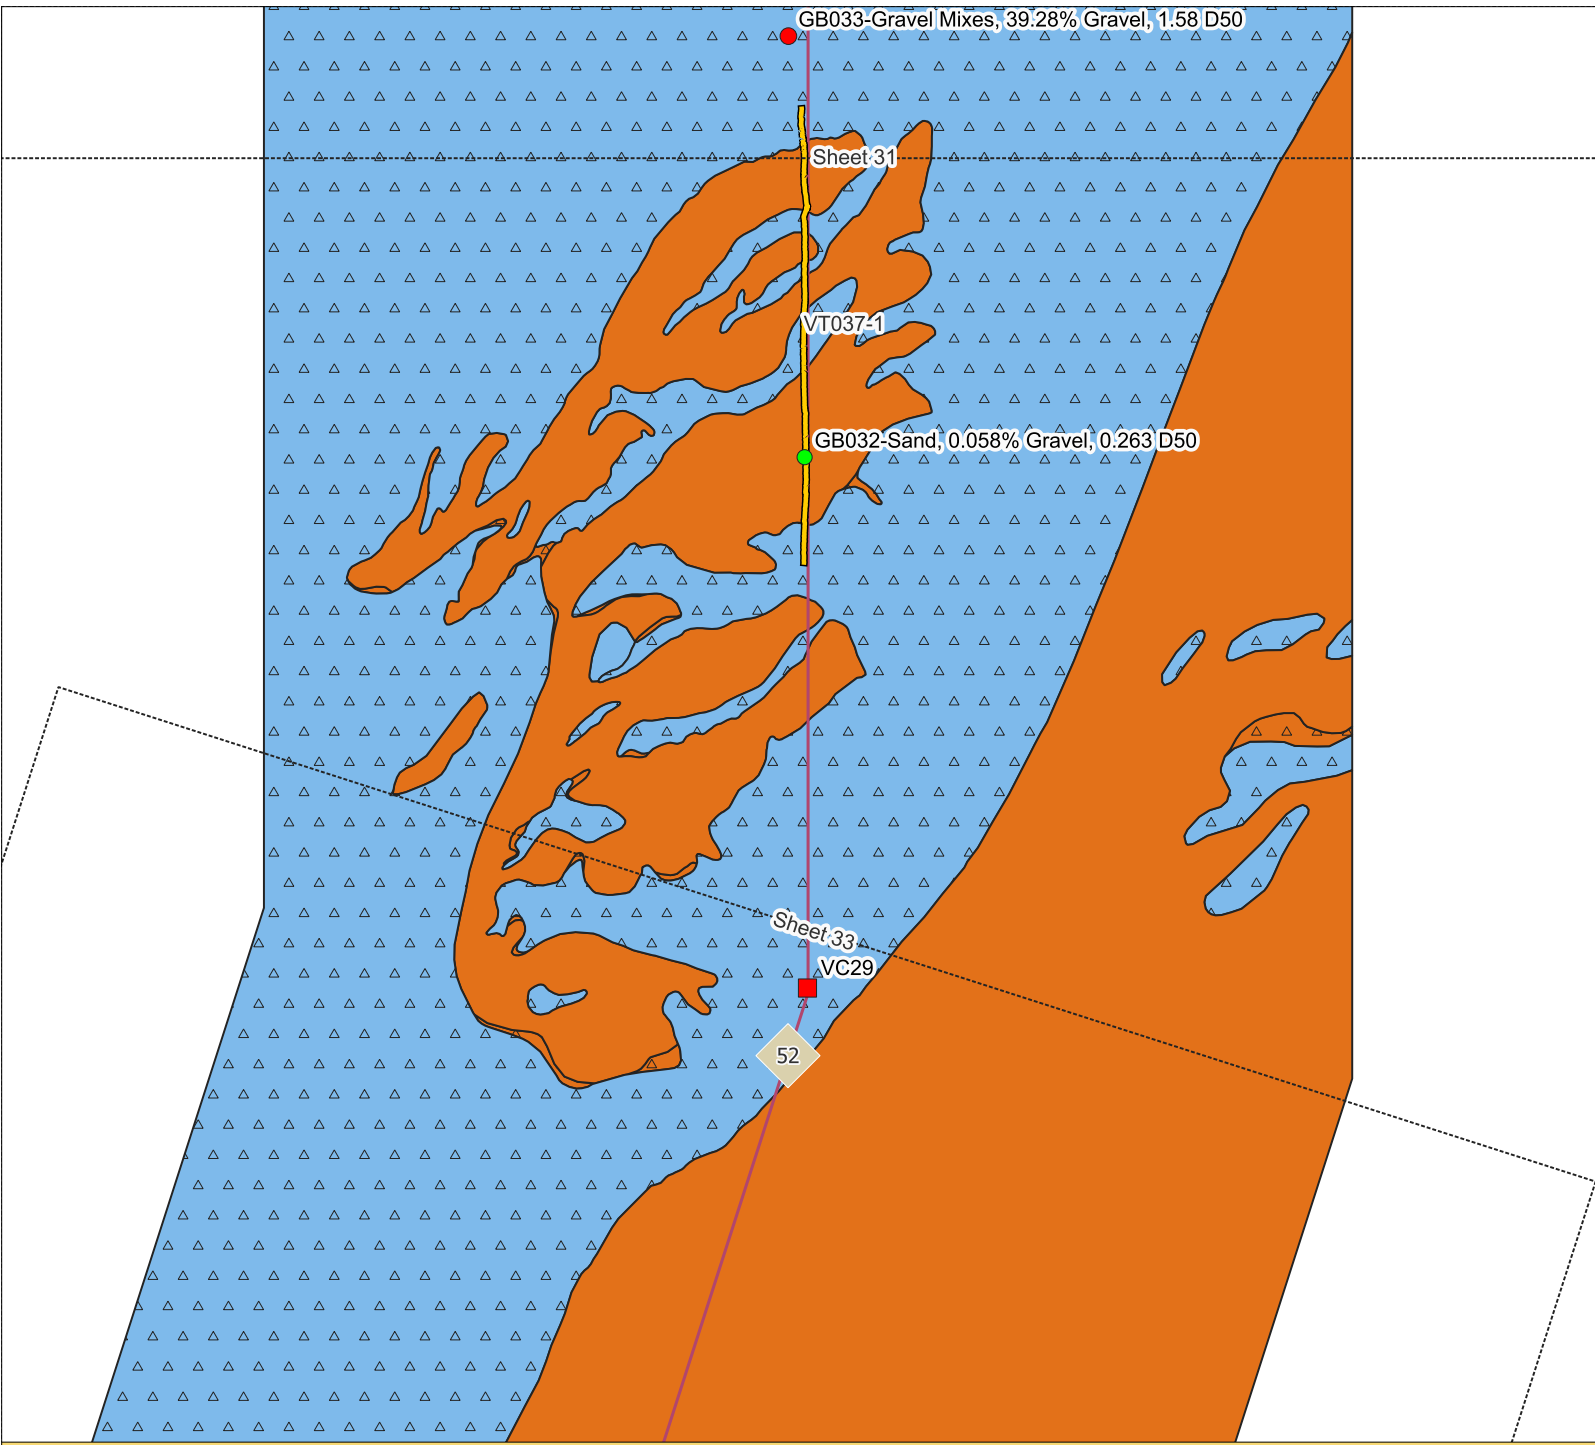 GB033-Gravel Mixes, 39.28% Gravel, 1.58 D50
Sheet 31
VT037-1
GB032-Sand, 0.058% Gravel, 0.263 D50
Sheet 33
VC29
52